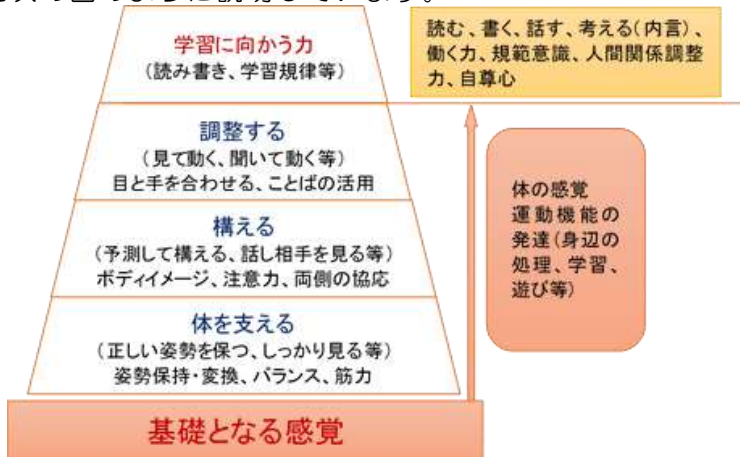 学習に向かう力
(読み書き、学習規律等)
読む、書く、話す、考える(内言)、
働く力、規範意識、人間関係調整
力、自尊心
調整する
(見て動く、聞いて動く等)
目と手を合わせる、ことばの活用
構える
(予測して構える、話し相手を見る等)
ボディイメージ、注意力、両側の協応
体を支える
(正しい姿勢を保つ、しっかり見る等)
姿勢保持・変換、バランス、筋力
体の感覚
運動機能の
発達(身辺の
処理、学習、
遊び等)
基礎となる感覚